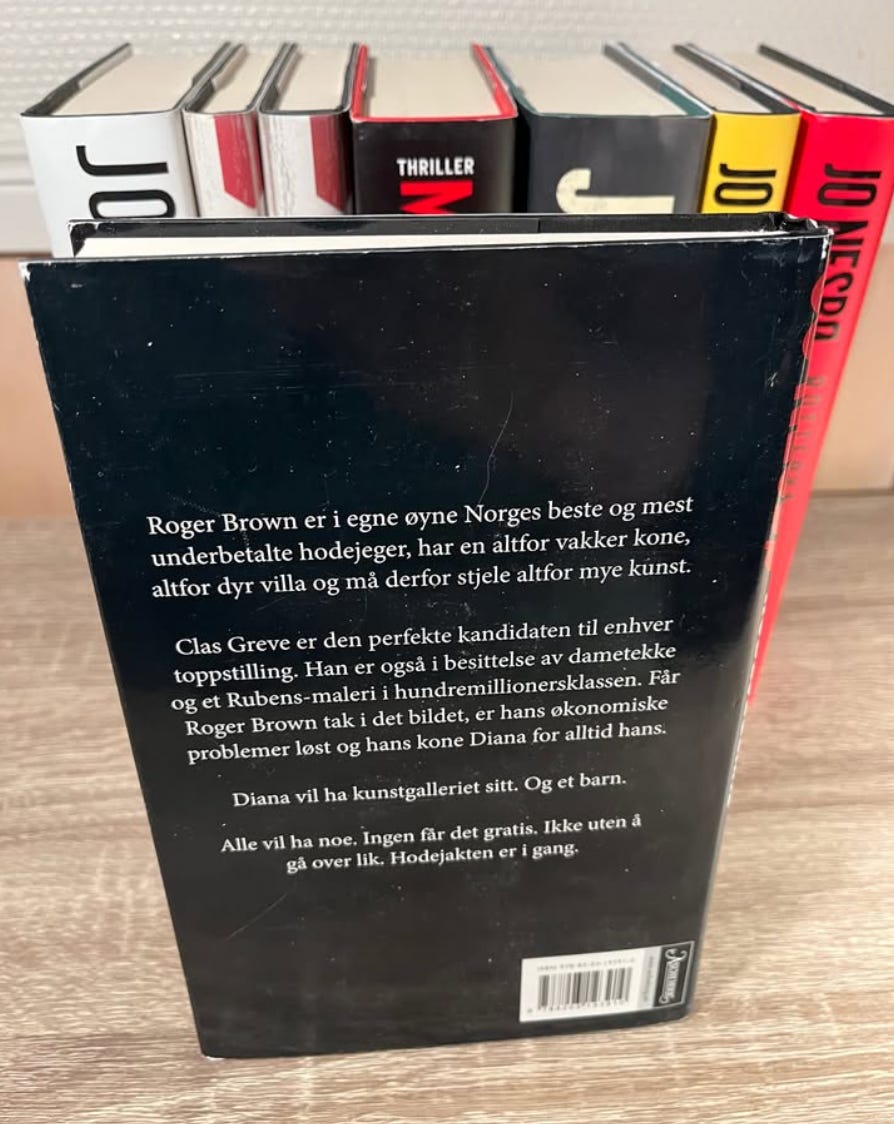 JO
THRILLER
M
J
JO
JO NESBØ
Roger Brown er i egne øyne Norges beste og mest
underbetalte hodejeger, har en altfor vakker kone,
altfor dyr villa og må derfor stjele altfor mye kunst.
Clas Greve er den perfekte kandidaten til enhver
toppstilling. Han er også i besittelse av dametekke
og et Rubens-maleri i hundremillionersklassen. Får
Roger Brown tak i det bildet, er hans økonomiske
problemer løst og hans kone Diana for alltid hans.
Diana vil ha kunstgalleriet sitt. Og et barn.
Alle vil ha noe. Ingen får det gratis. Ikke uten å
gå over lik. Hodejakten er i gang.
ISBN